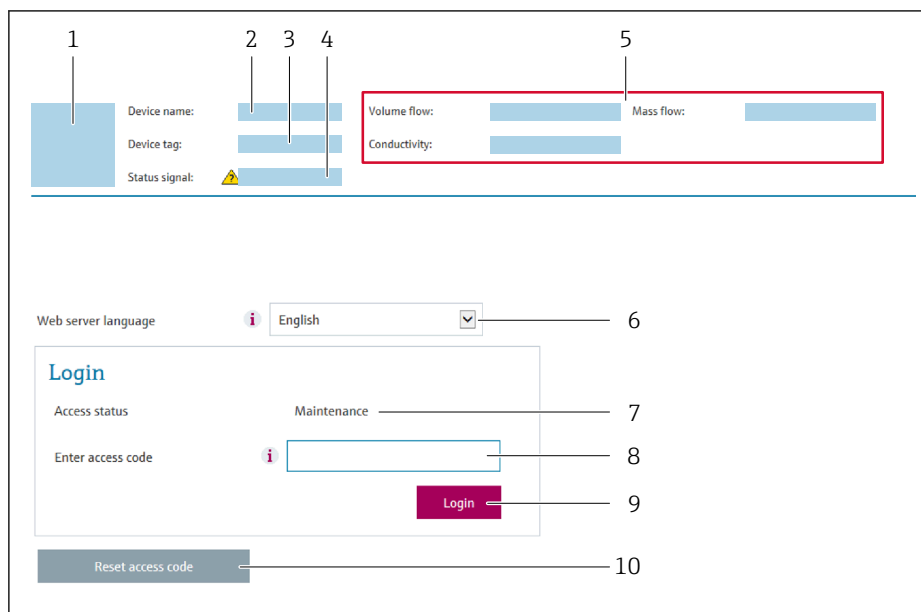 1 2 3 4 5
Device name: Volume flow: Mass flow:
Device tag: Conductivity:
Status signal: ?
Web server language i English 6
Login
Access status Maintenance 7
Enter access code i 8
Login 9
Reset access code 10